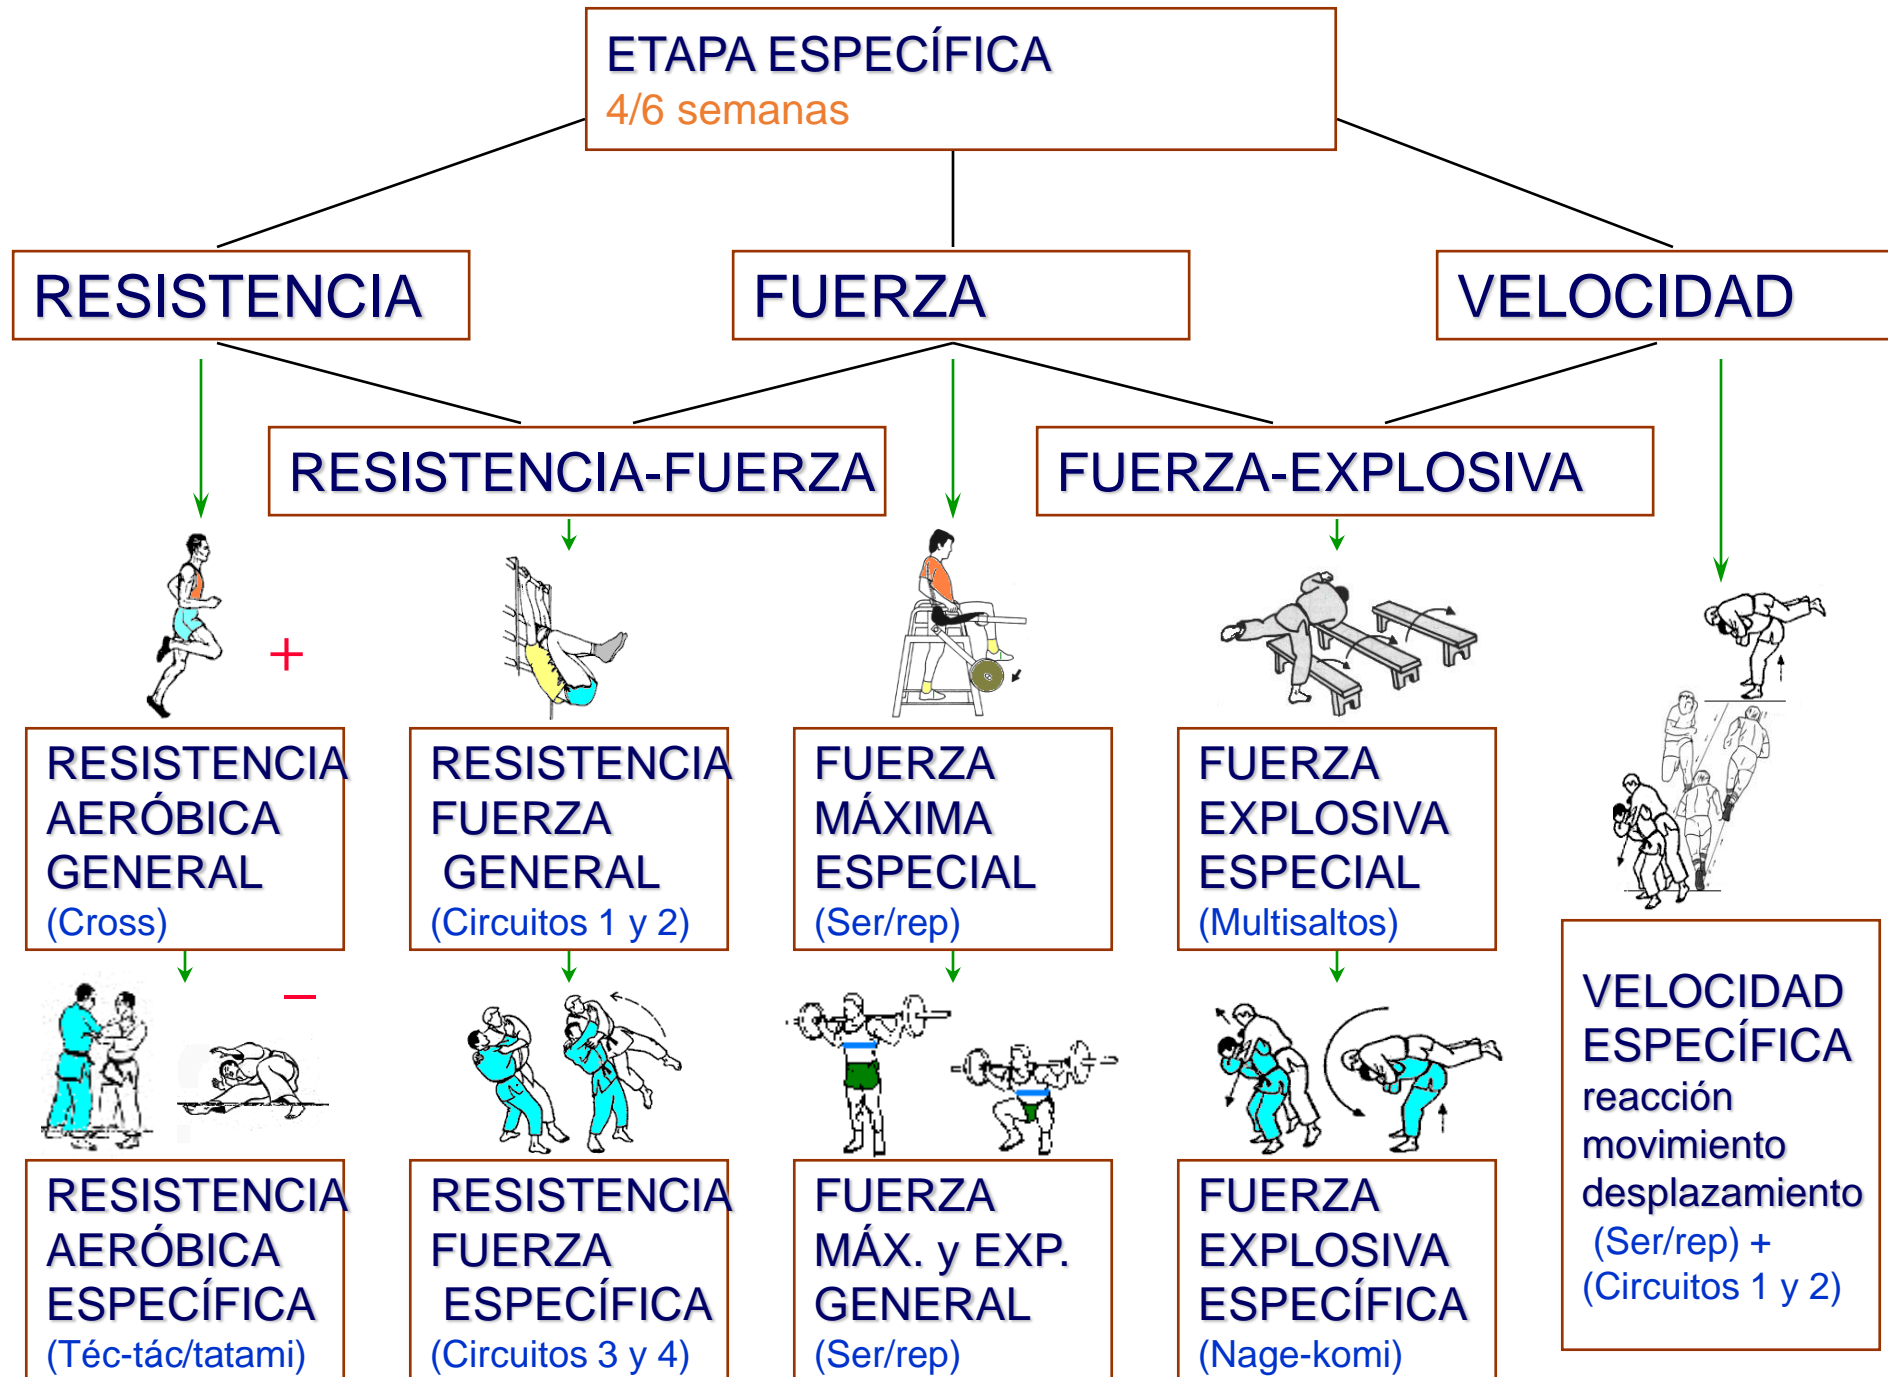 ETAPA ESPECÍFICA
4/6 semanas
RESISTENCIA
FUERZA
VELOCIDAD
RESISTENCIA-FUERZA
FUERZA-EXPLOSIVA
+
RESISTENCIA
AERÓBICA
GENERAL
(Cross)
RESISTENCIA
FUERZA
GENERAL
(Circuitos 1 y 2)
FUERZA
MÁXIMA
ESPECIAL
(Ser/rep)
FUERZA
EXPLOSIVA
ESPECIAL
(Multisaltos)
–
RESISTENCIA
AERÓBICA
ESPECÍFICA
(Téc-tác/tatami)
RESISTENCIA
FUERZA
ESPECÍFICA
(Circuitos 3 y 4)
FUERZA
MÁX. y EXP.
GENERAL
(Ser/rep)
FUERZA
EXPLOSIVA
ESPECÍFICA
(Nage-komi)
VELOCIDAD
ESPECÍFICA
reacción
movimiento
desplazamiento
(Ser/rep) +
(Circuitos 1 y 2)